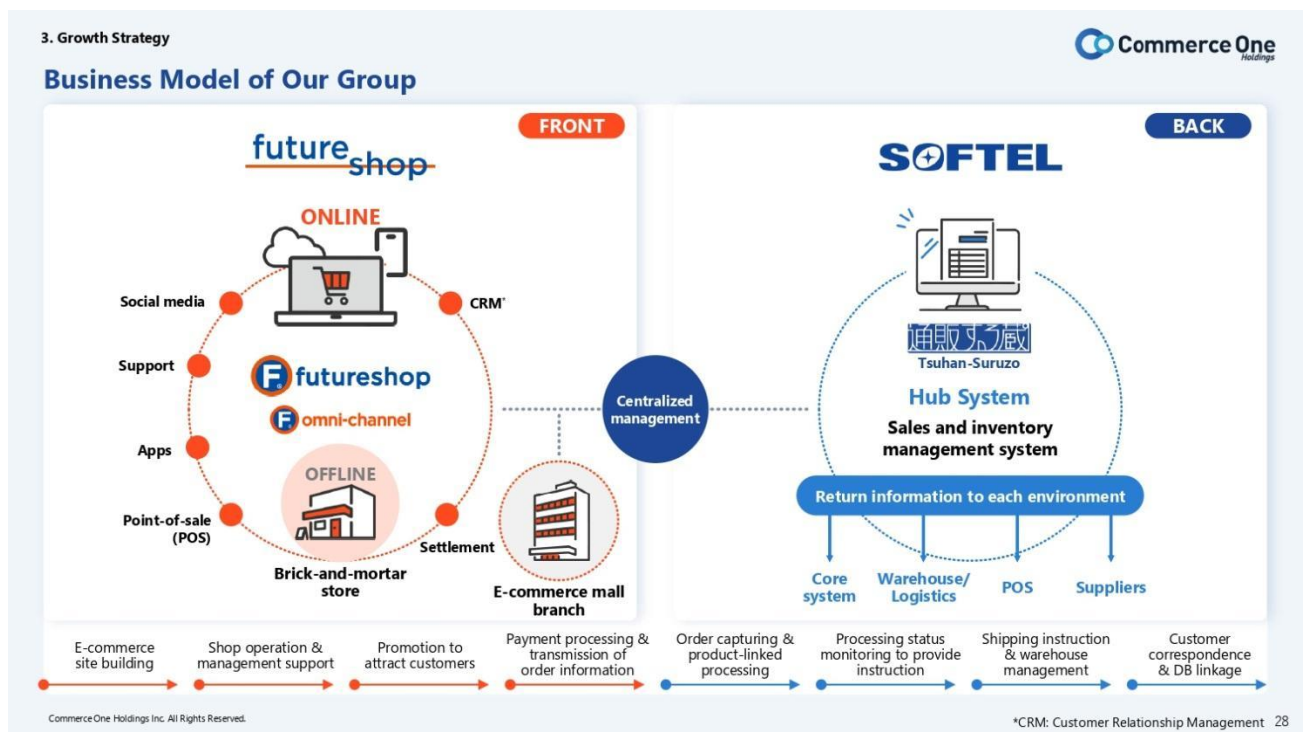 3. Growth Strategy
Commerce One
Holdings
Business Model of Our Group
FRONT
future
shop
ONLINE
Social media
CRM*
Support
F futureshop
F omni-channel
Apps
OFFLINE
Point-of-sale
(POS)
Settlement
Brick-and-mortar
store
E-commerce mall
branch
Centralized
management
BACK
SOFTEL
通販する蔵
Tsuhan-Suruzo
Hub System
Sales and inventory
management system
Return information to each environment
Core
system
Warehouse/
Logistics
POS
Suppliers
E-commerce
site building
Shop operation &
management support
Promotion to
attract customers
Payment processing &
transmission of
order information
Order capturing &
product-linked
processing
Processing status
monitoring to provide
instruction
Shipping instruction
& warehouse
management
Customer
correspondence
& DB linkage
Commerce One Holdings Inc. All Rights Reserved.
*CRM: Customer Relationship Management 28